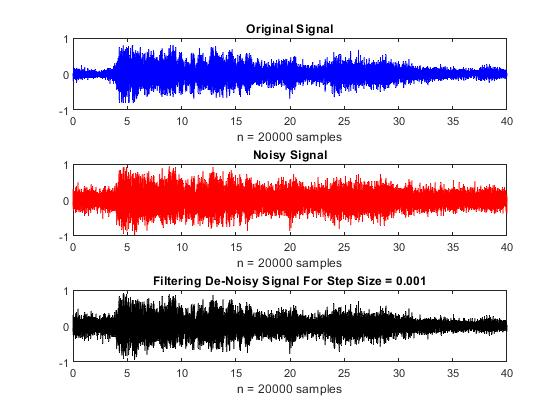 Original Signal
1
0
-1
0 5 10 15 20 25 30 35 40
n = 20000 samples
Noisy Signal
1
0
-1
0 5 10 15 20 25 30 35 40
n = 20000 samples
Filtering De-Noisy Signal For Step Size = 0.001
1
0
-1
0 5 10 15 20 25 30 35 40
n = 20000 samples